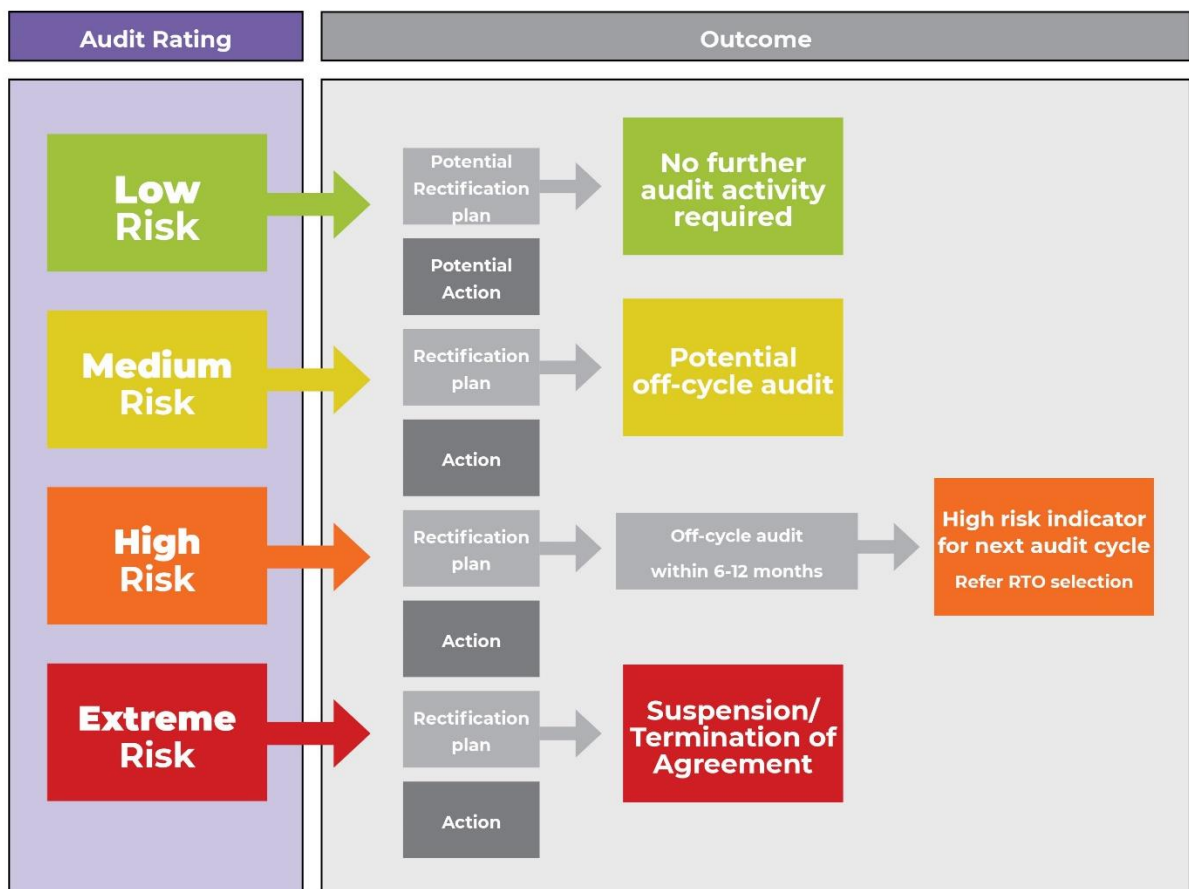 Audit Rating
Outcome
Low
Risk
Potential
Rectification
plan
No further
audit activity
required
Potential
Action
Medium
Risk
Rectification
plan
Potential
off-cycle audit
Action
High
Risk
Rectification
plan
Off-cycle audit
within 6-12 months
High risk indicator
for next audit cycle
Refer RTO selection
Action
Extreme
Risk
Rectification
plan
Suspension/
Termination of
Agreement
Action